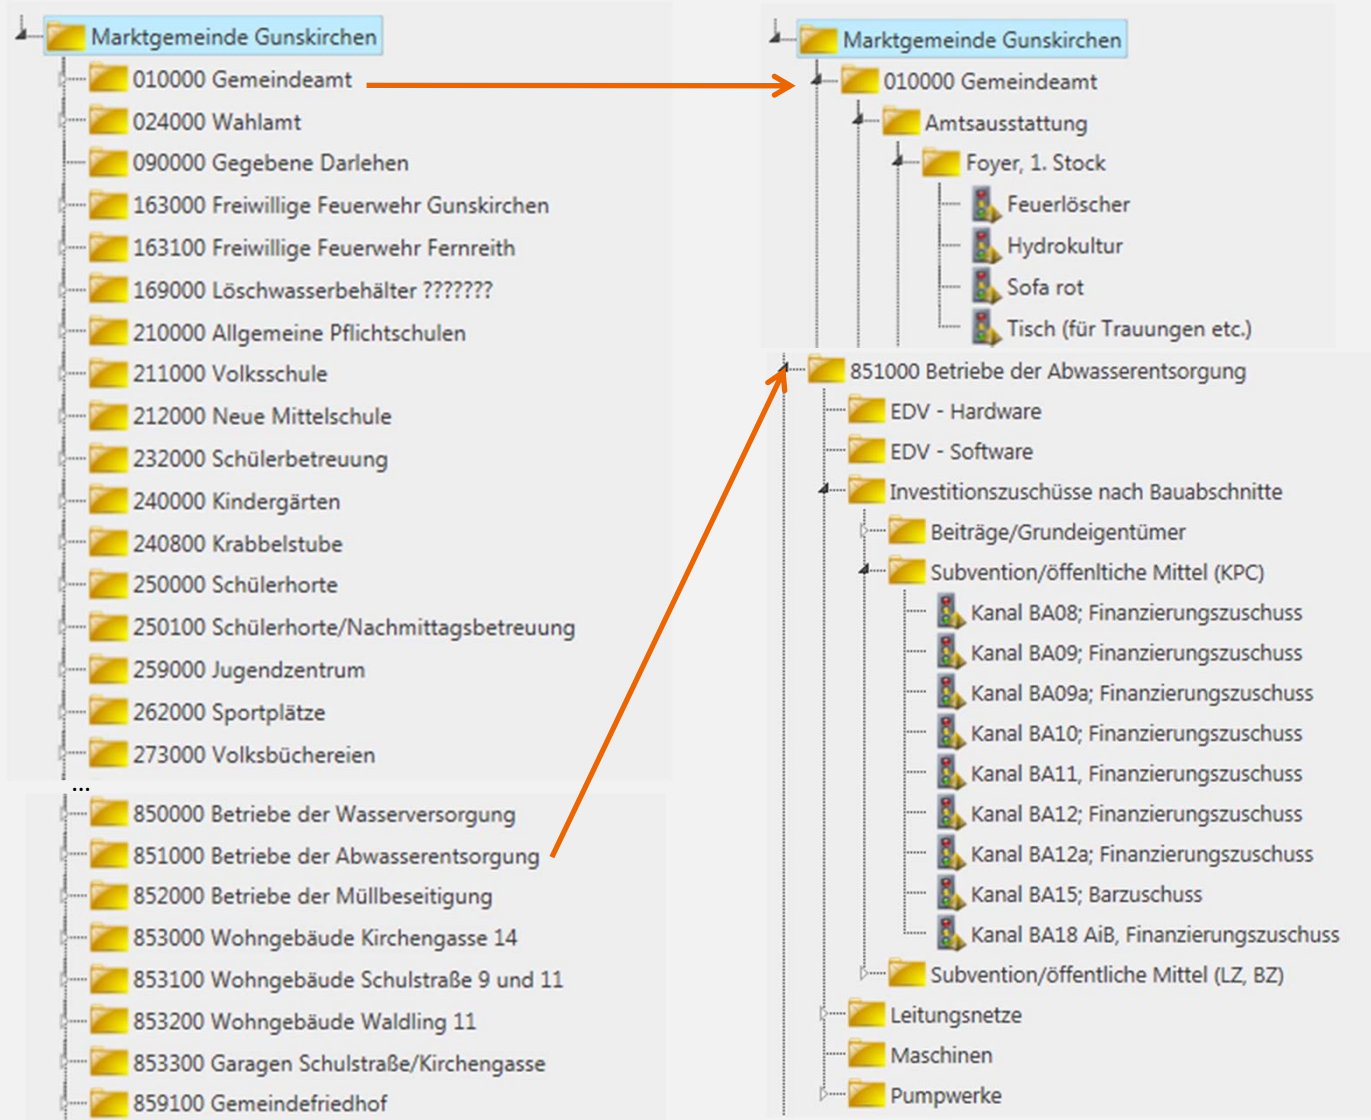 Marktgemeinde Gunskirchen
010000 Gemeindeamt
024000 Wahlamt
090000 Gegebene Darlehen
163000 Freiwillige Feuerwehr Gunskirchen
163100 Freiwillige Feuerwehr Fernreith
169000 Löschwasserbehälter ???????
210000 Allgemeine Pflichtschulen
211000 Volksschule
212000 Neue Mittelschule
232000 Schülerbetreuung
240000 Kindergärten
240800 Krabbelstube
250000 Schülerhorte
250100 Schülerhorte/Nachmittagsbetreuung
259000 Jugendzentrum
262000 Sportplätze
273000 Volksbüchereien
...
850000 Betriebe der Wasserversorgung
851000 Betriebe der Abwasserentsorgung
852000 Betriebe der Müllbeseitigung
853000 Wohngebäude Kirchengasse 14
853100 Wohngebäude Schulstraße 9 und 11
853200 Wohngebäude Waldling 11
853300 Garagen Schulstraße/Kirchengasse
859100 Gemeindefriedhof
Marktgemeinde Gunskirchen
010000 Gemeindeamt
Amtsausstattung
Foyer, 1. Stock
Feuerlöscher
Hydrokultur
Sofa rot
Tisch (für Trauungen etc.)
851000 Betriebe der Abwasserentsorgung
EDV - Hardware
EDV - Software
Investitionszuschüsse nach Bauabschnitte
Beiträge/Grundeigentümer
Subvention/öffenltiche Mittel (KPC)
Kanal BA08; Finanzierungszuschuss
Kanal BA09; Finanzierungszuschuss
Kanal BA09a; Finanzierungszuschuss
Kanal BA10; Finanzierungszuschuss
Kanal BA11, Finanzierungszuschuss
Kanal BA12; Finanzierungszuschuss
Kanal BA12a; Finanzierungszuschuss
Kanal BA15; Barzuschuss
Kanal BA18 AiB, Finanzierungszuschuss
Subvention/öffentliche Mittel (LZ, BZ)
Leitungsnetze
Maschinen
Pumpwerke